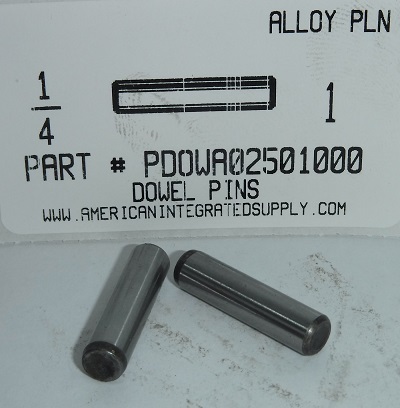 ALLOY PLN
1/4
1
PART # PDOWA02501000
DOWEL PINS
WWW.AMERICANINTEGRATEDSUPPLY.COM